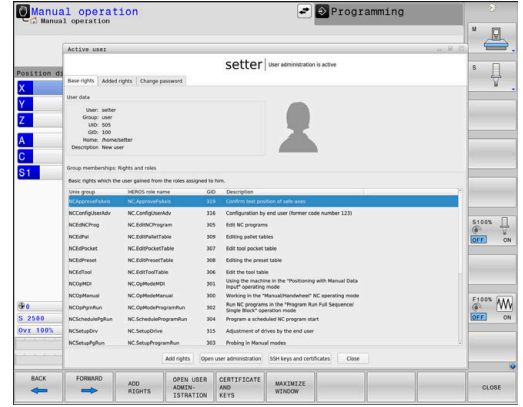 Manual operation
Manual operation
Programming
Active user
setter User administration is active
Position di
Base rights Added rights Change password
X
Y
Z
A
C
S1
User data
User: setter
Group: user
UID: 505
GID: 100
Home: /home/setter
Description New user
Group memberships: Rights and roles
Basic rights which the user gained from the roles assigned to him.
Unix group HEROS role name GID Description
NCApproveFsAxis NC.ApproveFsAxis 319 Confirm test position of safe axes
NCConfigUserAdv NC.ConfigUserAdv 316 Configuration by end user (former code number 123)
NCEdNCProg NC.EditNCProgram 305 Edit NC programs
NCEdPal NC.EditPalletTable 309 Editing pallet tables
NCEdPocket NC.EditPocketTable 307 Edit tool pocket table
NCEdPreset NC.EditPresetTable 308 Editing the preset table
NCEdTool NC.EditToolTable 306 Edit the tool table
NCOpMDI NC.OpModeMDI 301 Using the machine in the "Positioning with Manual Data
Input" operating mode
NCOpManual NC.OpModeManual 300 Working in the "Manual/Handwheel" NC operating mode
NCOpPgmRun NC.OpModeProgramRun 302 Run NC programs in the "Program Run Full Sequence/
Single Block" operation mode
NCSchedulePgRun NC.ScheduleProgramRun 304 Program a scheduled NC program start
NCSetupDrv NC.SetupDrive 315 Adjustment of drives by the end user
NCSetupPgRun NC.SetupProgramRun 303 Probing in Manual modes
Add rights Open user administration SSH keys and certificates Close
0
S 2500
Ovr 100%
M
S
S100%
OFF ON
F100%
OFF ON
BACK
FORWARD
ADD
RIGHTS
OPEN USER
ADMIN-
ISTRATION
CERTIFICATE
AND
KEYS
MAXIMIZE
WINDOW
CLOSE